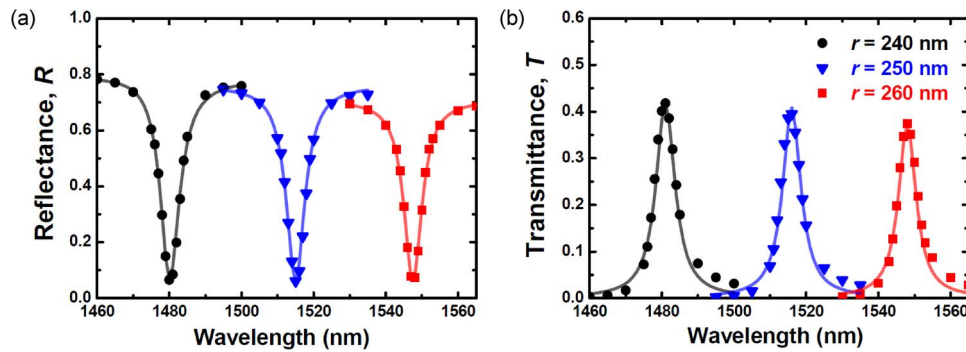 (a)
Reflectance, R
1.0
0.8
0.6
0.4
0.2
0.0
1460 1480 1500 1520 1540 1560
Wavelength (nm)
(b)
Transmittance, T
0.6
0.5
0.4
0.3
0.2
0.1
0.0
1460 1480 1500 1520 1540 1560
Wavelength (nm)
r = 240 nm
r = 250 nm
r = 260 nm